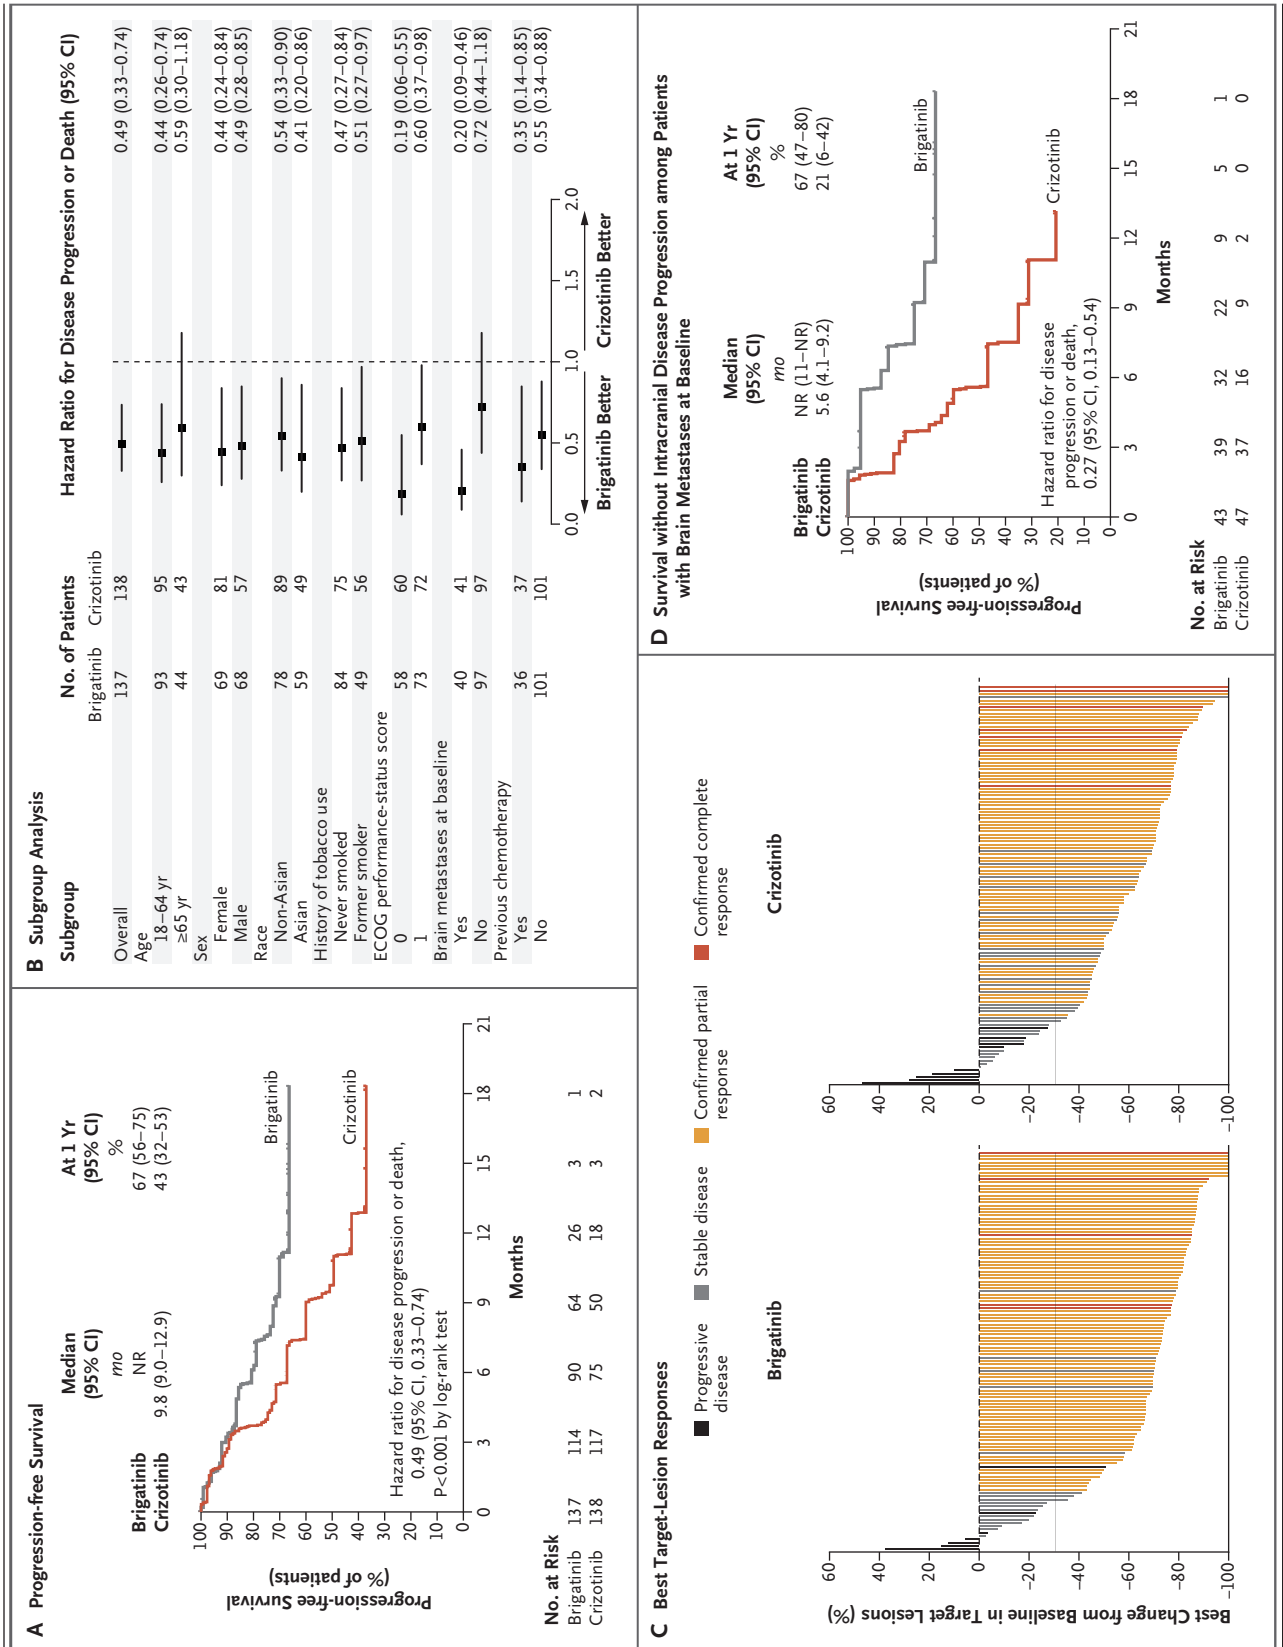 A Progression-free Survival
Median
(95% CI)
At 1 Yr
(95% CI)
mo
%
Brigatinib NR 67 (56–75)
Crizotinib 9.8 (9.0–12.9) 43 (32–53)
Progression-free Survival
(% of patients)
100
90
80
70
60
50
40
30
20
10
0
Brigatinib
Crizotinib
Hazard ratio for disease progression or death,
0.49 (95% CI, 0.33–0.74)
P<0.001 by log-rank test
0 3 6 9 12 15 18 21
Months
No. at Risk
Brigatinib 137 114 90 64 26 3 1
Crizotinib 138 117 75 50 18 3 2
B Subgroup Analysis
Subgroup No. of Patients Hazard Ratio for Disease Progression or Death (95% CI)
Brigatinib Crizotinib
Overall 137 138 0.49 (0.33–0.74)
Age
18–64 yr 93 95 0.44 (0.26–0.74)
≥65 yr 44 43 0.59 (0.30–1.18)
Sex
Female 69 81 0.44 (0.24–0.84)
Male 68 57 0.49 (0.28–0.85)
Race
Non-Asian 78 89 0.54 (0.33–0.90)
Asian 59 49 0.41 (0.20–0.86)
History of tobacco use
Never smoked 84 75 0.47 (0.27–0.84)
Former smoker 49 56 0.51 (0.27–0.97)
ECOG performance-status score
0 58 60 0.19 (0.06–0.55)
1 73 72 0.60 (0.37–0.98)
Brain metastases at baseline
Yes 40 41 0.20 (0.09–0.46)
No 97 97 0.72 (0.44–1.18)
Previous chemotherapy
Yes 36 37 0.35 (0.14–0.85)
No 101 101 0.55 (0.34–0.88)
0.0 0.5 1.0 1.5 2.0
Brigatinib Better Crizotinib Better
C Best Target-Lesion Responses
Progressive
disease
Stable disease
Confirmed partial
response
Confirmed complete
response
Brigatinib
Crizotinib
Best Change from Baseline in Target Lesions (%)
60
40
20
0
−20
−40
−60
−80
−100
60
40
20
0
−20
−40
−60
−80
−100
D Survival without Intracranial Disease Progression among Patients
with Brain Metastases at Baseline
Median
(95% CI)
At 1 Yr
(95% CI)
mo
%
Brigatinib NR (11–NR) 67 (47–80)
Crizotinib 5.6 (4.1–9.2) 21 (6–42)
Progression-free Survival
(% of patients)
100
90
80
70
60
50
40
30
20
10
0
Brigatinib
Crizotinib
Hazard ratio for disease
progression or death,
0.27 (95% CI, 0.13–0.54)
0 3 6 9 12 15 18 21
Months
No. at Risk
Brigatinib 43 39 32 22 9 5 1
Crizotinib 47 37 16 9 2 0 0